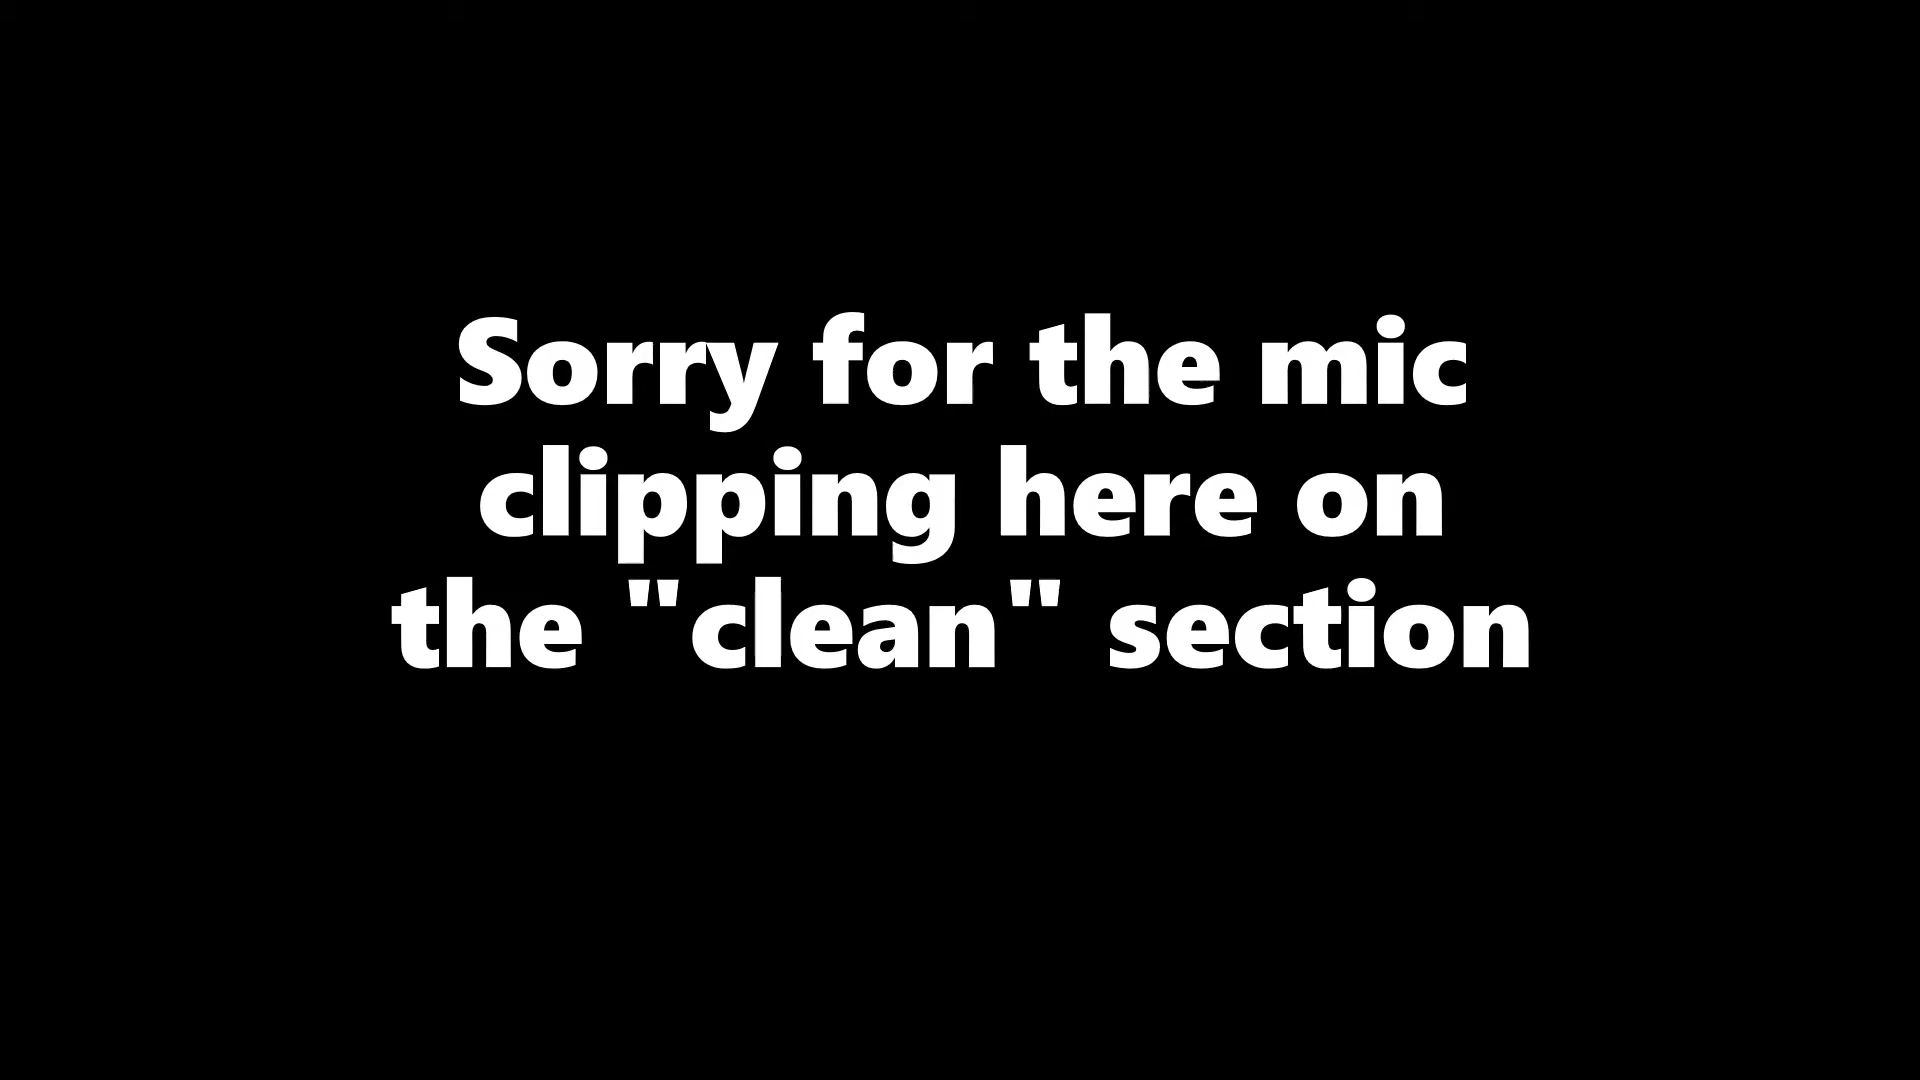 Sorry for the mic
clipping here on
the "clean" section